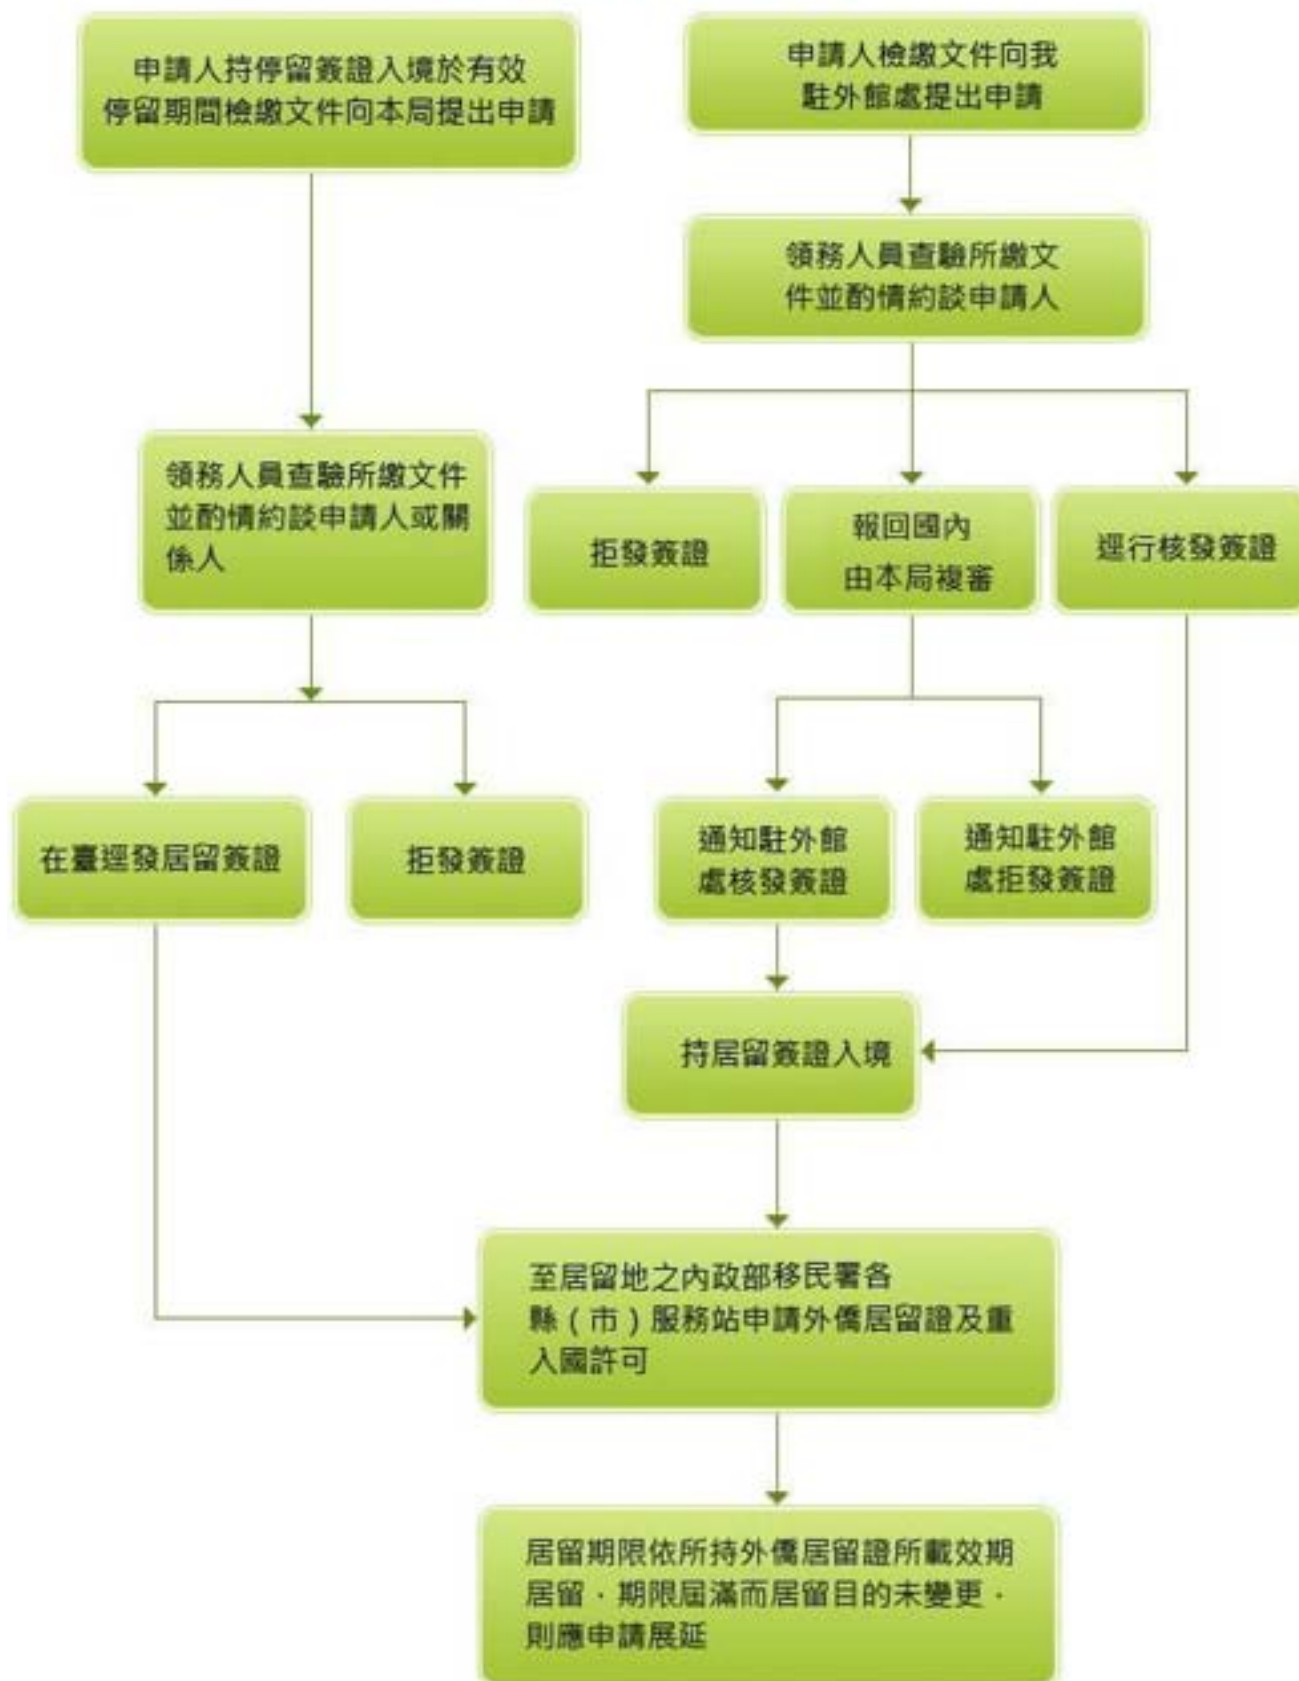 申請人持停留簽證入境於有效
停留期間檢繳文件向本局提出申請
申請人檢繳文件向我
駐外館處提出申請
領務人員查驗所繳文
件並酌情約談申請人
領務人員查驗所繳文件
並酌情約談申請人或關
係人
拒發簽證
報回國內
由本局複審
逕行核發簽證
在臺逕發居留簽證
拒發簽證
通知駐外館
處核發簽證
通知駐外館
處拒發簽證
持居留簽證入境
至居留地之內政部移民署各
縣（市）服務站申請外僑居留證及重
入國許可
居留期限依所持外僑居留證所載效期
居留．期限屆滿而居留目的未變更．
則應申請展延